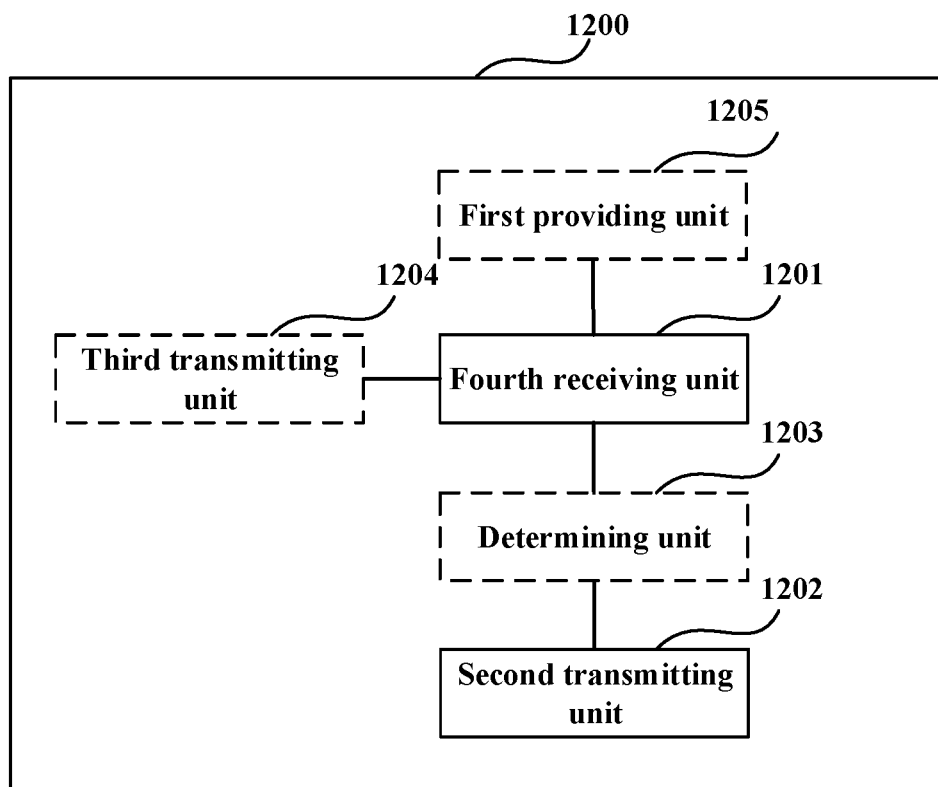 1200
1205
First providing unit
1204
1201
Third transmitting
unit
Fourth receiving unit
1203
Determining unit
1202
Second transmitting
unit